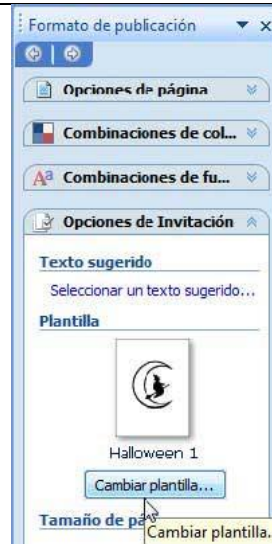 Formato de publicación
Opciones de página
Combinaciones de col...
Combinaciones de fu...
Opciones de Invitación
Texto sugerido
Seleccionar un texto sugerido...
Plantilla
Halloween 1
Cambiar plantilla...
Tamaño de pá
Cambiar plantilla.